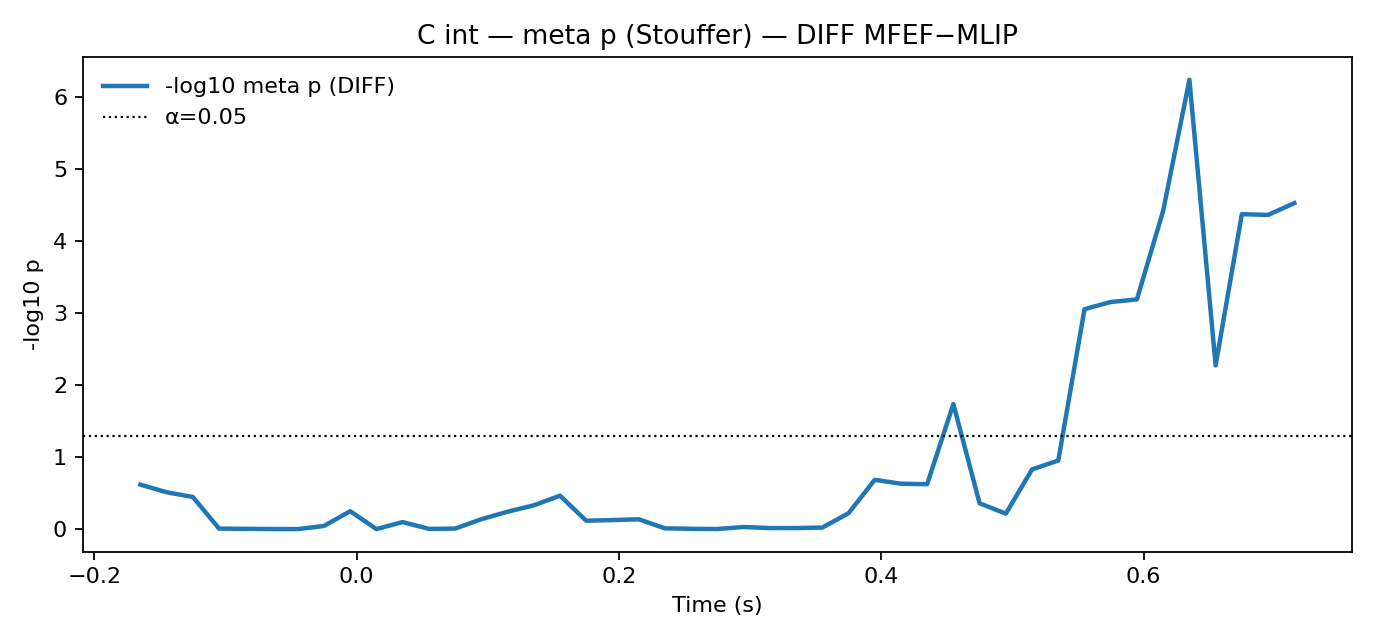 C int — meta p (Stouffer) — DIFF MFEF−MLIP
-log10 meta p (DIFF)
α=0.05
6
5
4
3
2
1
0
-log10 p
−0.2
0.0
0.2
0.4
0.6
Time (s)